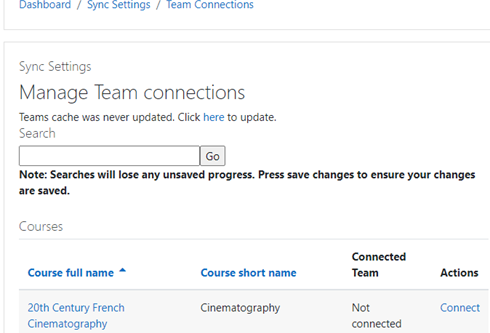 Dashboard / Sync Settings / Team Connections
Sync Settings
Manage Team connections
Teams cache was never updated. Click here to update.
Search
Go
Note: Searches will lose any unsaved progress. Press save changes to ensure your changes
are saved.
Courses
Course full name Course short name Connected Team Actions
20th Century French Cinematography Cinematography Not connected Connect